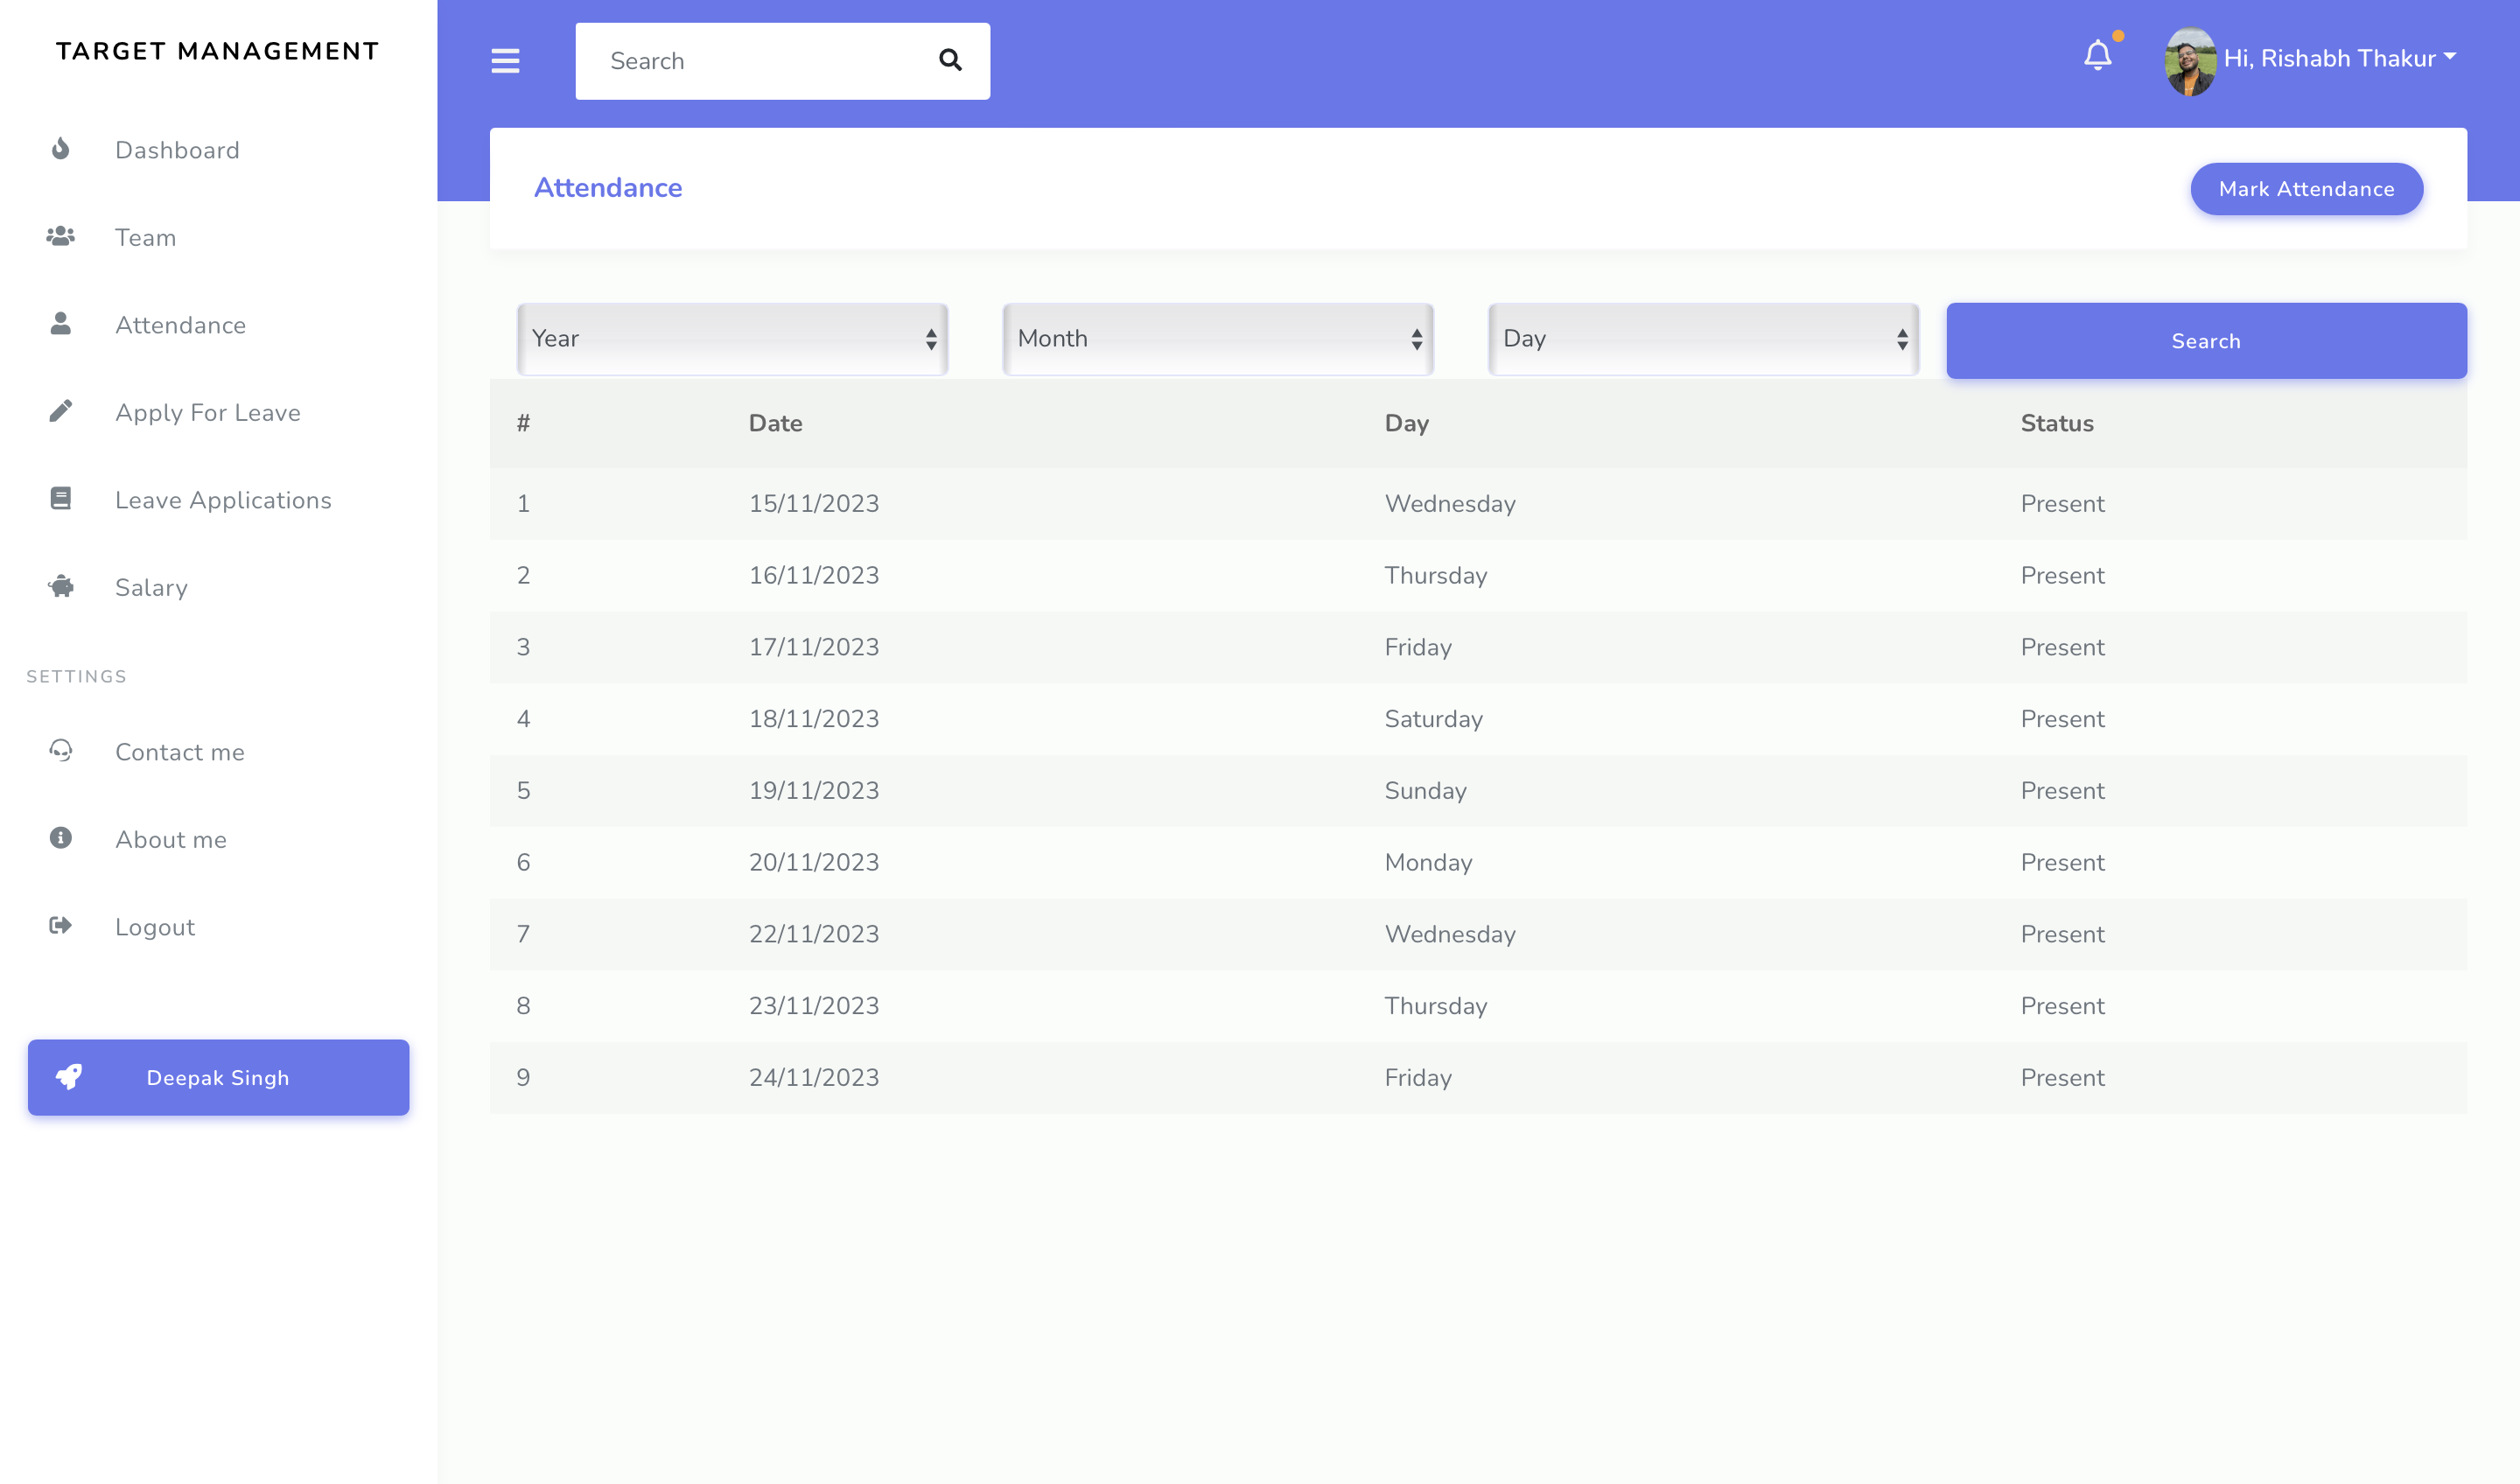 TARGET MANAGEMENT
Dashboard
Team
Attendance
Apply For Leave
Leave Applications
Salary
SETTINGS
Contact me
About me
Logout
Deepak Singh
Search
Hi, Rishabh Thakur
Attendance
Mark Attendance
Year Month Day Search
# Date Day Status
1 15/11/2023 Wednesday Present
2 16/11/2023 Thursday Present
3 17/11/2023 Friday Present
4 18/11/2023 Saturday Present
5 19/11/2023 Sunday Present
6 20/11/2023 Monday Present
7 22/11/2023 Wednesday Present
8 23/11/2023 Thursday Present
9 24/11/2023 Friday Present